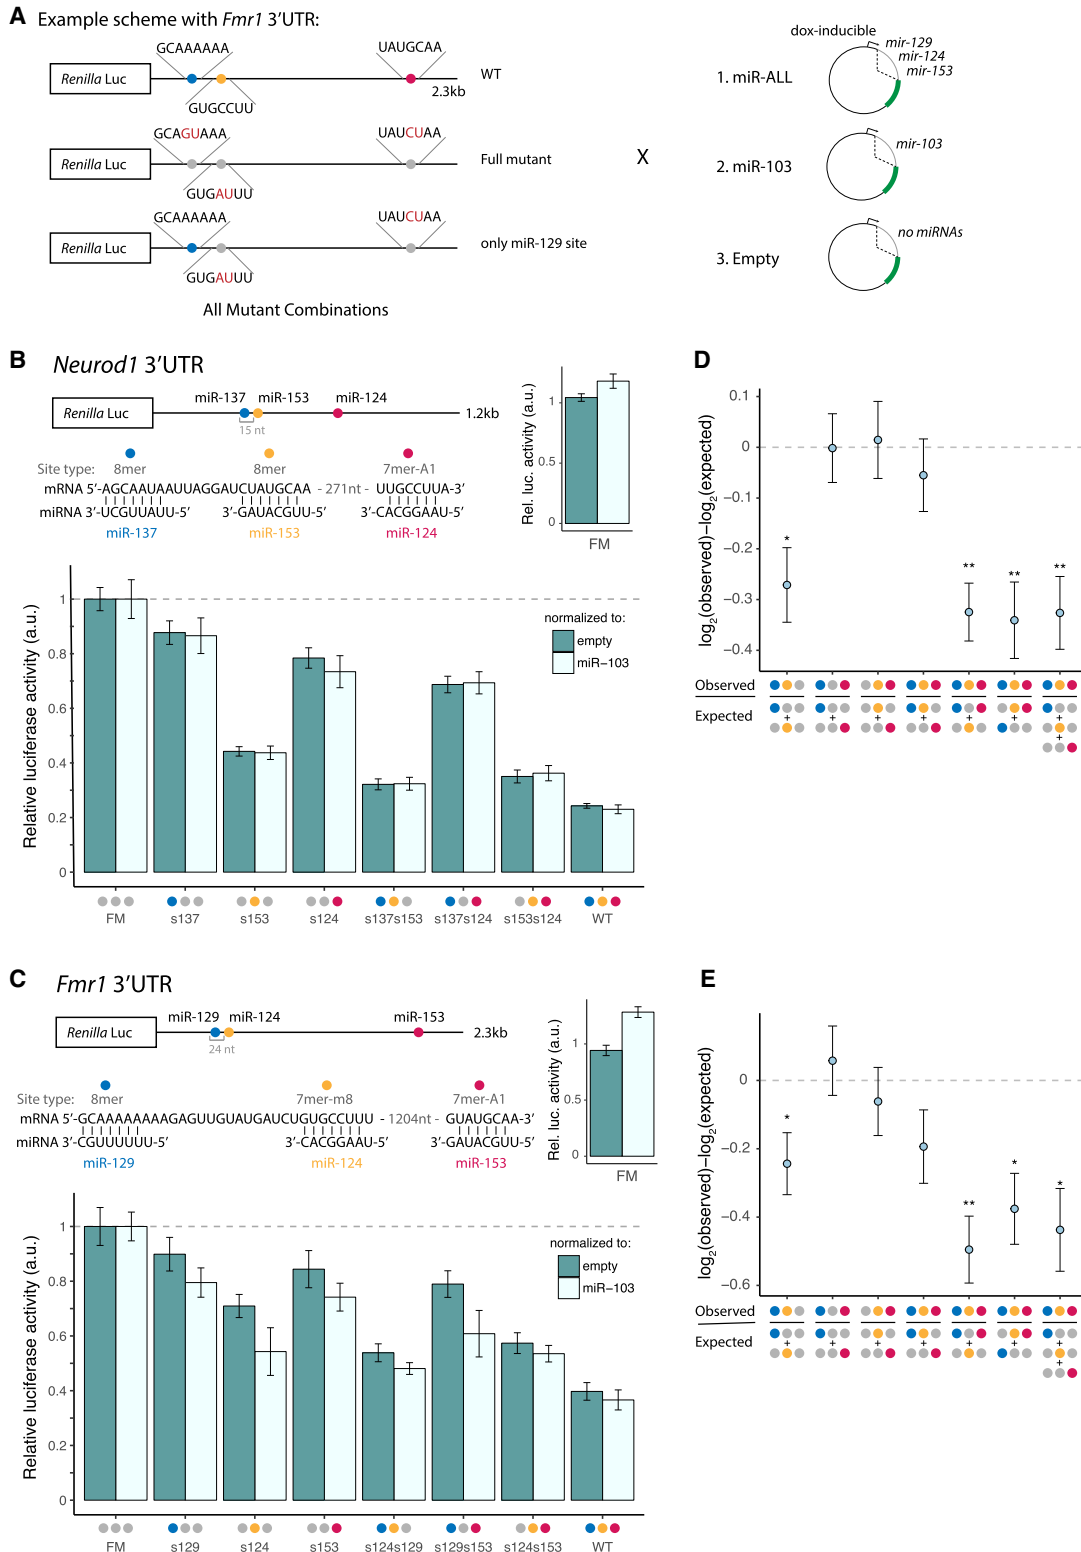 A Example scheme with Fmr1 3'UTR:
GCAAAAAA
UAUGCAA
Renilla Luc
WT
2.3kb
GUGCCUU
GCAGUAAA
UAUCUAA
Renilla Luc
Full mutant
GUGAUUU
GCAAAAAA
UAUCUAA
Renilla Luc
only miR-129 site
GUGAUUU
All Mutant Combinations
X
dox-inducible
mir-129
mir-124
mir-153
1. miR-ALL
mir-103
2. miR-103
no miRNAs
3. Empty
B Neurod1 3'UTR
miR-137 miR-153 miR-124
Renilla Luc
1.2kb
15 nt
Site type: 8mer 8mer 7mer-A1
mRNA 5'-AGCAAUAAUUAGGAUCUAUGCAA - 271nt - UUGCCUUA-3'
miRNA 3'-UCGUUAUU-5' 3'-GAUACGUU-5' 3'-CACGGAAU-5'
miR-137 miR-153 miR-124
Rel. luc. activity (a.u.)
1
0.5
0
FM
Relative luciferase activity (a.u.)
1
0.8
0.6
0.4
0.2
0
normalized to:
empty
miR−103
FM s137 s153 s124 s137s153 s137s124 s153s124 WT
C Fmr1 3'UTR
miR-129 miR-124 miR-153
Renilla Luc
2.3kb
24 nt
Site type: 8mer 7mer-m8 7mer-A1
mRNA 5'-GCAAAAAAAAGAGUUGUAUGAUCUGUGCCUUU - 1204nt - GUAUGCAA-3'
miRNA 3'-CGUUUUUU-5' 3'-CACGGAAU-5' 3'-GAUACGUU-5'
miR-129 miR-124 miR-153
Rel. luc. activity (a.u.)
1
0.5
0
FM
Relative luciferase activity (a.u.)
1
0.8
0.6
0.4
0.2
0
normalized to:
empty
miR−103
FM s129 s124 s153 s124s129 s129s153 s124s153 WT
D
log2(observed)−log2(expected)
0.1
0
−0.1
−0.2
−0.3
−0.4
* ** ** **
Observed
Expected
+ + + + + + +
+
E
log2(observed)−log2(expected)
0
−0.2
−0.4
−0.6
* ** * *
Observed
Expected
+ + + + + + +
+